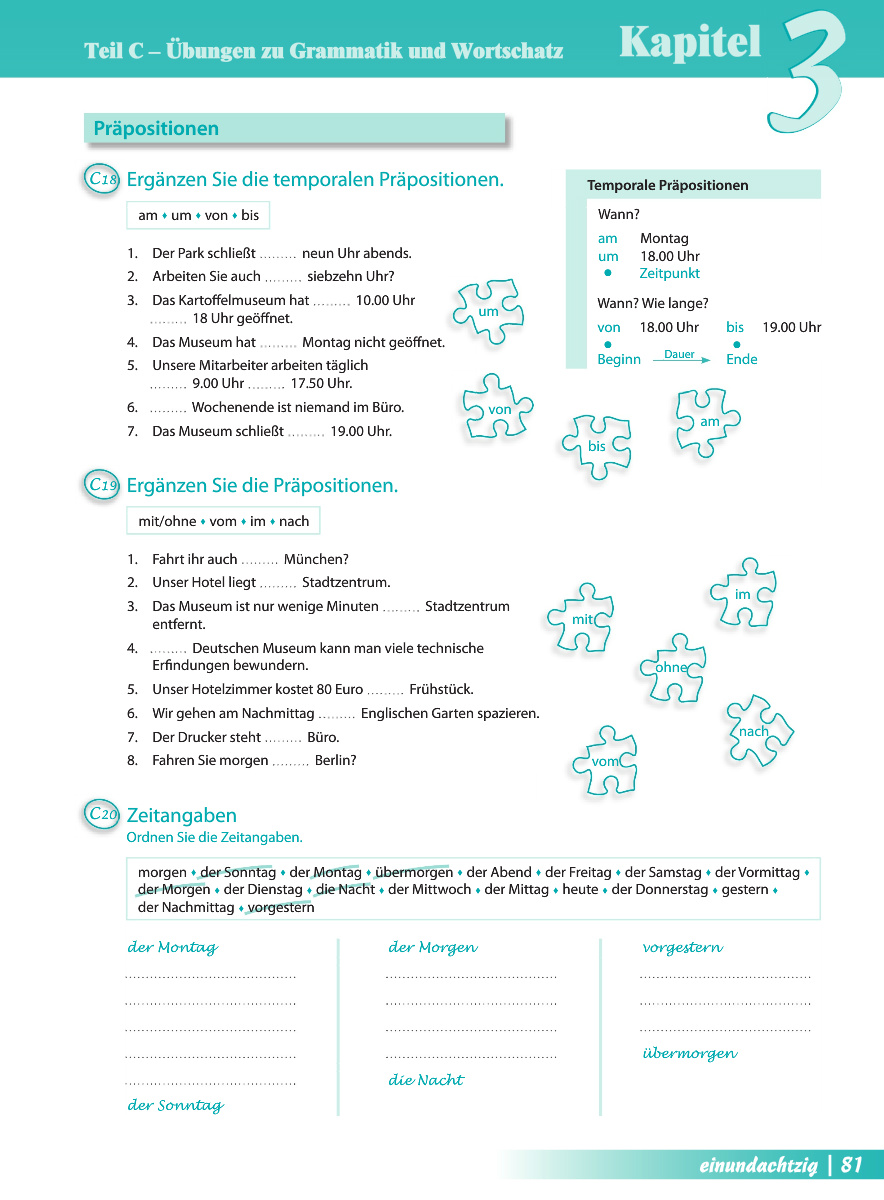 Teil C – Übungen zu Grammatik und Wortschatz
Kapitel 3
Präpositionen
C18 Ergänzen Sie die temporalen Präpositionen.
am ♦ um ♦ von ♦ bis
1. Der Park schließt ......... neun Uhr abends.
2. Arbeiten Sie auch ......... siebzehn Uhr?
3. Das Kartoffelmuseum hat ......... 10.00 Uhr
......... 18 Uhr geöffnet.
4. Das Museum hat ......... Montag nicht geöffnet.
5. Unsere Mitarbeiter arbeiten täglich
......... 9.00 Uhr ......... 17.50 Uhr.
6. ......... Wochenende ist niemand im Büro.
7. Das Museum schließt ......... 19.00 Uhr.
um
von
bis
am
Temporale Präpositionen
Wann?
am Montag
um 18.00 Uhr
● Zeitpunkt
Wann? Wie lange?
von 18.00 Uhr bis 19.00 Uhr
● ●
Beginn Dauer Ende
C19 Ergänzen Sie die Präpositionen.
mit/ohne ♦ vom ♦ im ♦ nach
1. Fahrt ihr auch ......... München?
2. Unser Hotel liegt ......... Stadtzentrum.
3. Das Museum ist nur wenige Minuten ......... Stadtzentrum
entfernt.
4. ......... Deutschen Museum kann man viele technische
Erfindungen bewundern.
5. Unser Hotelzimmer kostet 80 Euro ......... Frühstück.
6. Wir gehen am Nachmittag ......... Englischen Garten spazieren.
7. Der Drucker steht ......... Büro.
8. Fahren Sie morgen ......... Berlin?
im
mit
ohne
nach
vom
C20 Zeitangaben
Ordnen Sie die Zeitangaben.
morgen ♦ der Sonntag ♦ der Montag ♦ übermorgen ♦ der Abend ♦ der Freitag ♦ der Samstag ♦ der Vormittag ♦
der Morgen ♦ der Dienstag ♦ die Nacht ♦ der Mittwoch ♦ der Mittag ♦ heute ♦ der Donnerstag ♦ gestern ♦
der Nachmittag ♦ vorgestern
der Montag
der Sonntag
der Morgen
die Nacht
vorgestern
übermorgen
einundachtzig | 81